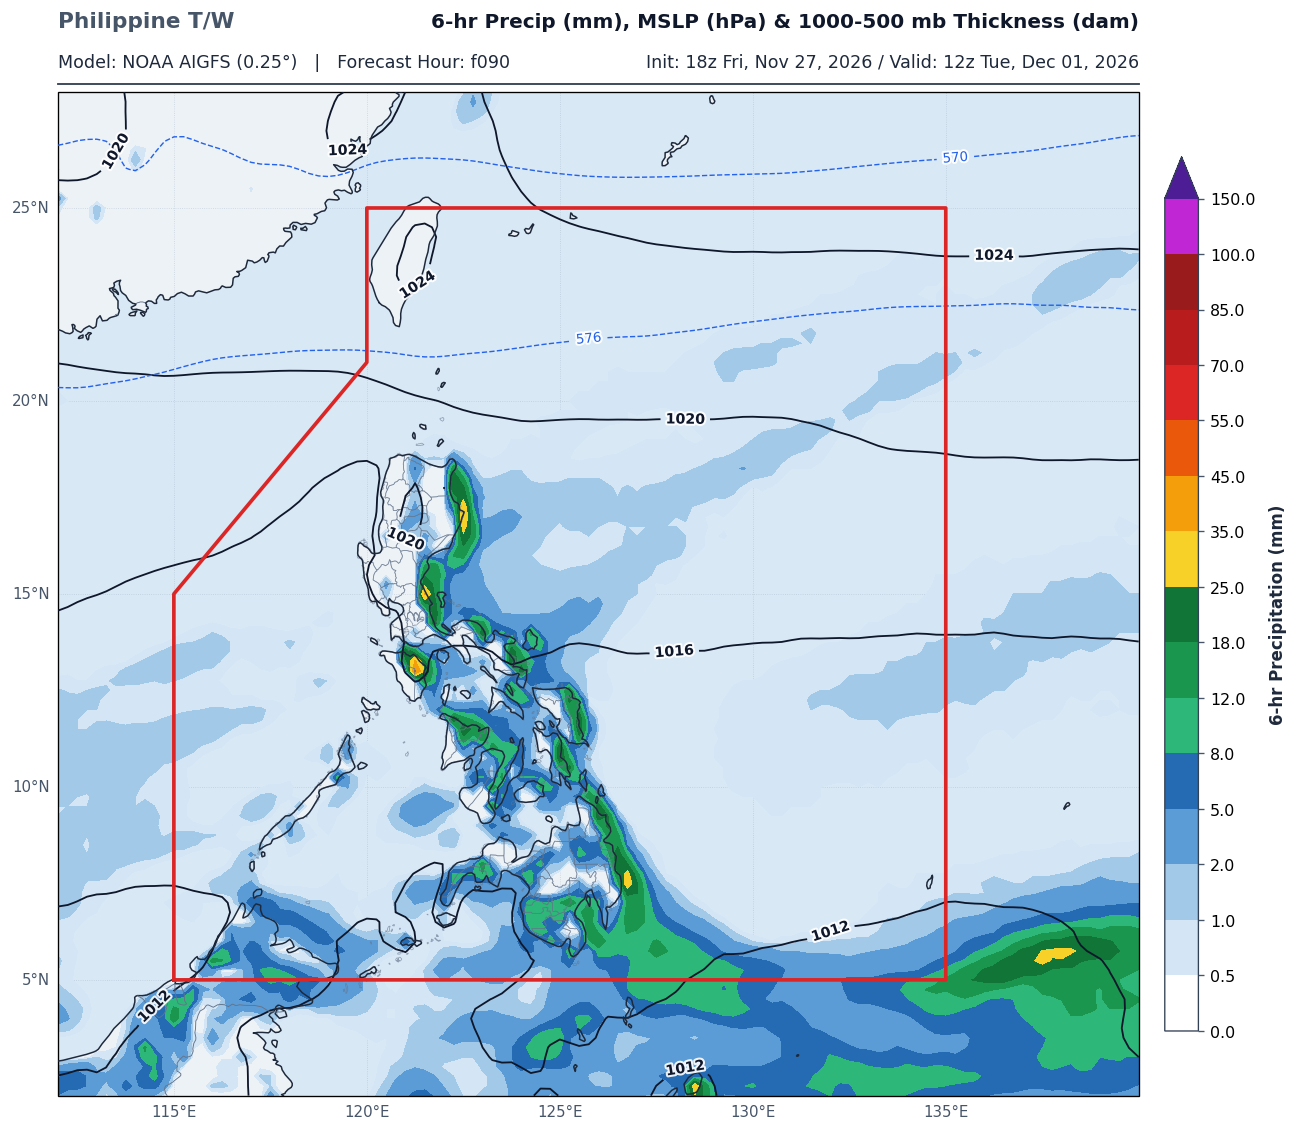 Philippine T/W
6-hr Precip (mm), MSLP (hPa) & 1000-500 mb Thickness (dam)
Model: NOAA AIGFS (0.25°) | Forecast Hour: f090
Init: 18z Fri, Nov 27, 2026 / Valid: 12z Tue, Dec 01, 2026
1020
1024
570
25°N
1024
1024
576
20°N
1020
1020
15°N
1016
10°N
1012
5°N
1012
1012
115°E
120°E
125°E
130°E
135°E
150.0
100.0
85.0
70.0
55.0
45.0
35.0
25.0
18.0
12.0
8.0
5.0
2.0
1.0
0.5
0.0
6-hr Precipitation (mm)